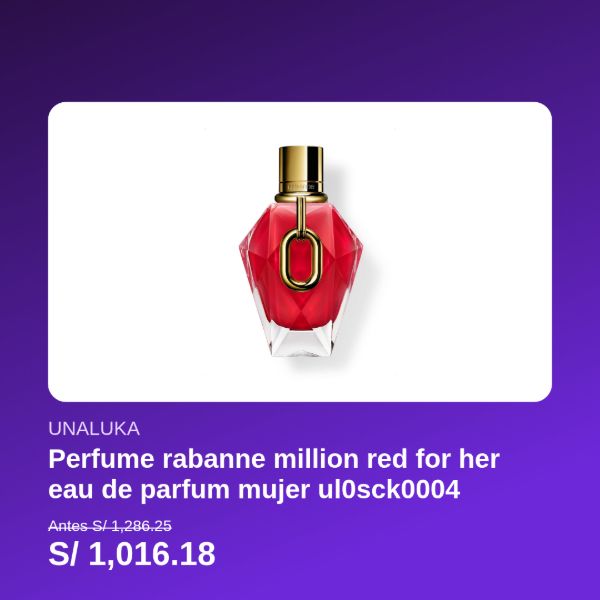 UNALUKA
Perfume rabanne million red for her
eau de parfum mujer ul0sck0004
Antes S/ 1,286.25
S/ 1,016.18